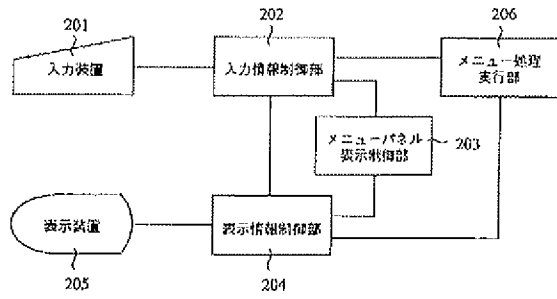 201
202
206
入力装置
入力情報制御部
メニュー処理
実行部
メニューパネル
表示制御部
203
表示装置
表示情報制御部
205
204